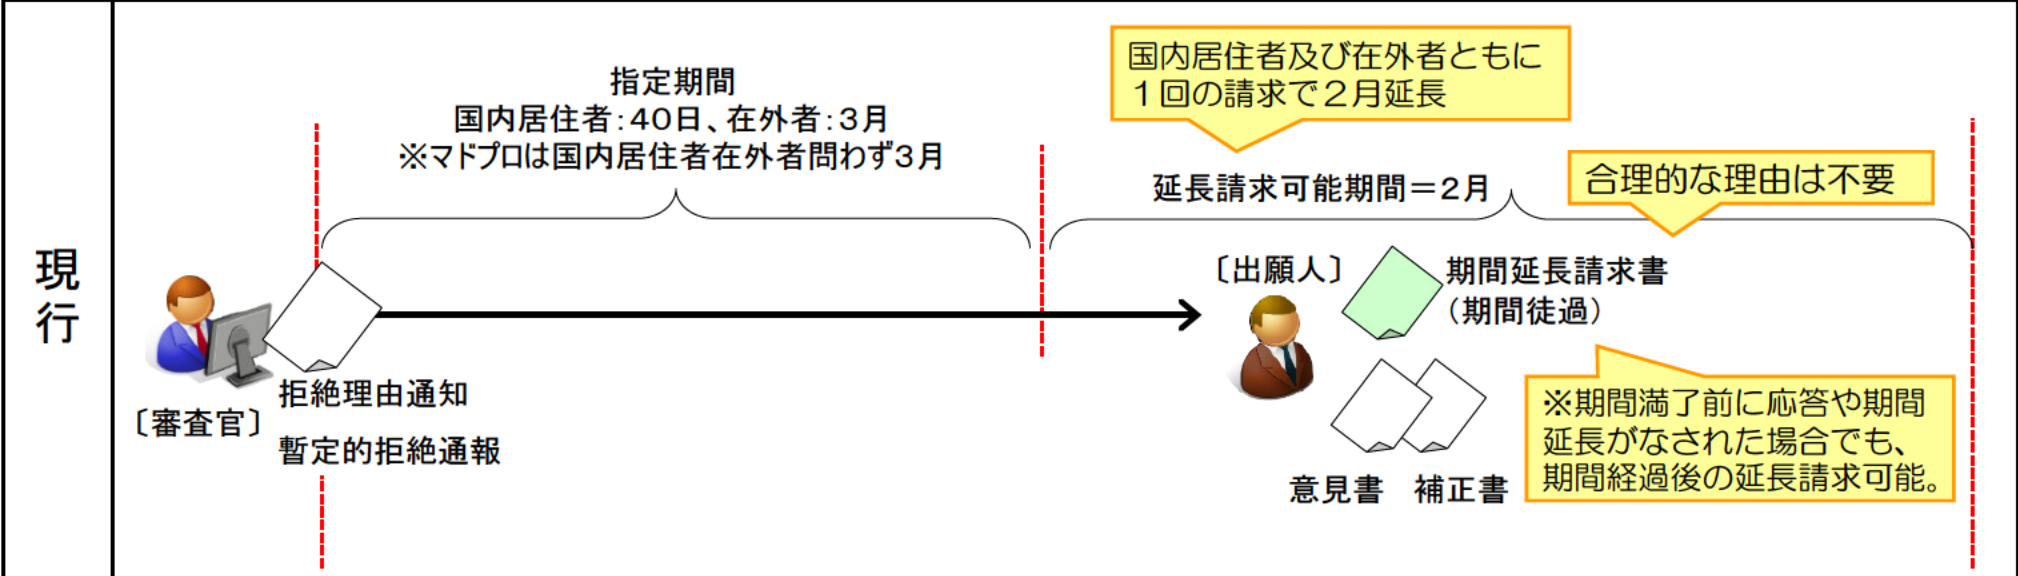 現行
指定期間
国内居住者：40日、在外者：3月
※マドプロは国内居住者在外者問わず3月
国内居住者及び在外者ともに
１回の請求で２月延長
延長請求可能期間＝2月
合理的な理由は不要
〔出願人〕
期間延長請求書
（期間徒過）
拒絶理由通知
〔審査官〕
暫定的拒絶通報
※期間満了前に応答や期間
延長がなされた場合でも、
期間経過後の延長請求可能。
意見書　補正書